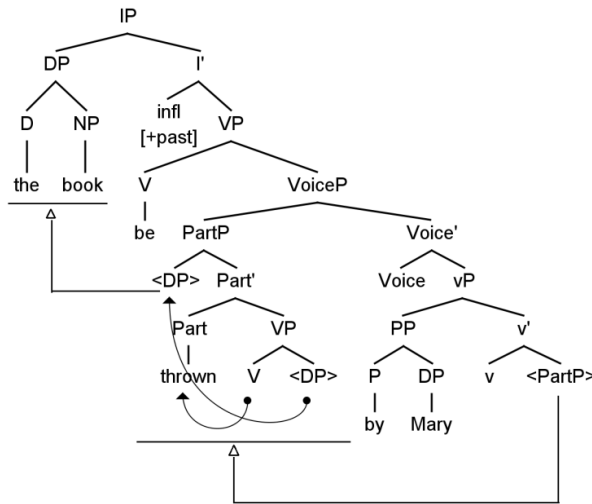 IP
DP I'
D NP infl VP
[+past]
the book V VoiceP
be PartP Voice'
<DP> Part' Voice vP
Part VP PP v'
thrown V <DP> P DP v <PartP>
by Mary